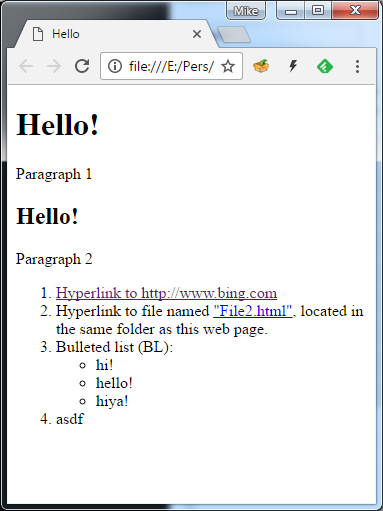 Mike
Hello
file:///E:/Pers/
Hello!
Paragraph 1
Hello!
Paragraph 2
1. Hyperlink to http://www.bing.com
2. Hyperlink to file named "File2.html", located in
the same folder as this web page.
3. Bulleted list (BL):
hi!
hello!
hiya!
4. asdf